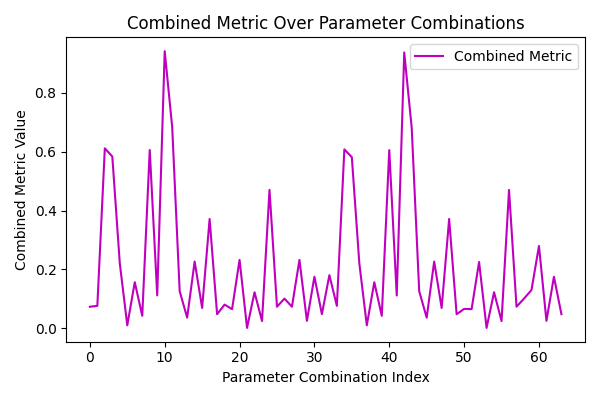 Combined Metric Over Parameter Combinations
Combined Metric
Combined Metric Value
0.8
0.6
0.4
0.2
0.0
0 10 20 30 40 50 60
Parameter Combination Index